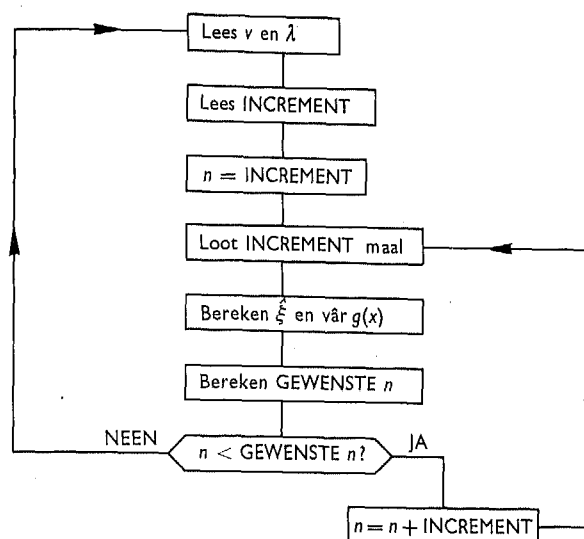 Lees v en λ
Lees INCREMENT
n = INCREMENT
Loot INCREMENT maal
Bereken ξ̂ en vâr g(x)
Bereken GEWENSTE n
NEEN
n < GEWENSTE n?
JA
n = n + INCREMENT